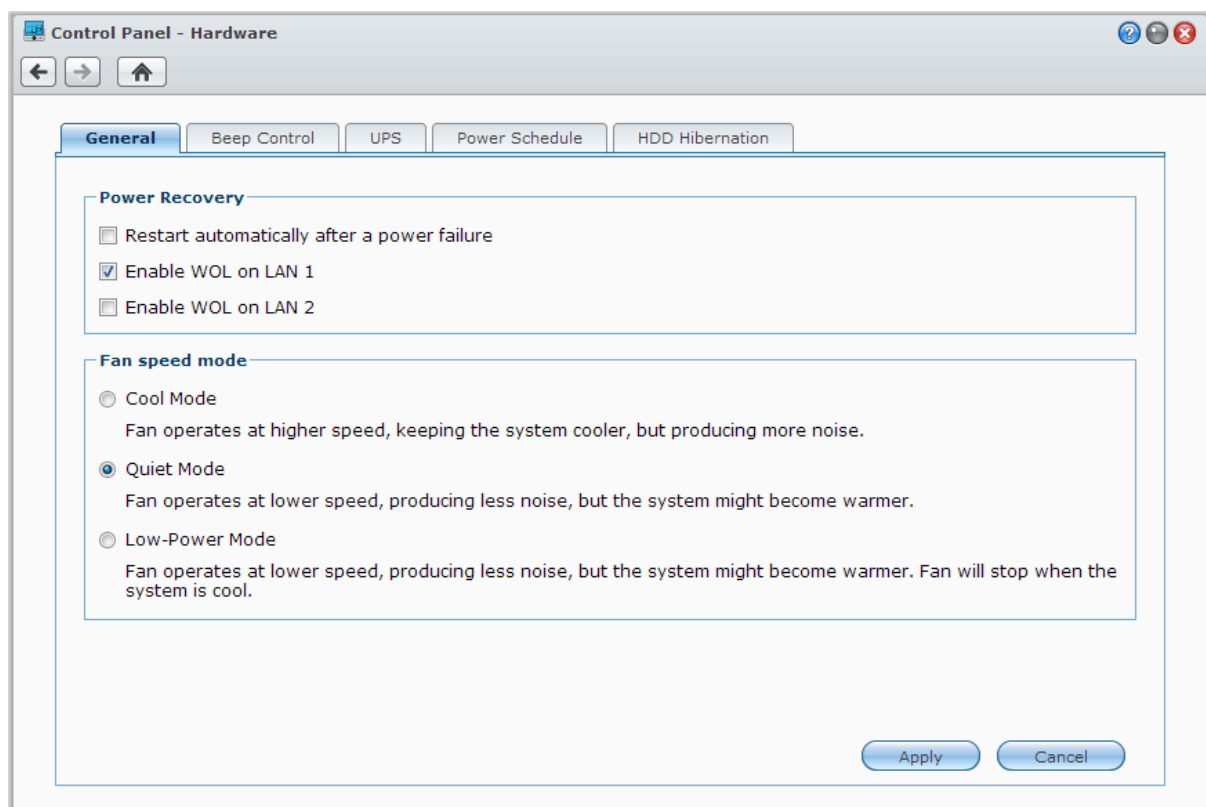 Control Panel - Hardware
General
Beep Control
UPS
Power Schedule
HDD Hibernation
Power Recovery
Restart automatically after a power failure
Enable WOL on LAN 1
Enable WOL on LAN 2
Fan speed mode
Cool Mode
Fan operates at higher speed, keeping the system cooler, but producing more noise.
Quiet Mode
Fan operates at lower speed, producing less noise, but the system might become warmer.
Low-Power Mode
Fan operates at lower speed, producing less noise, but the system might become warmer. Fan will stop when the
system is cool.
Apply
Cancel